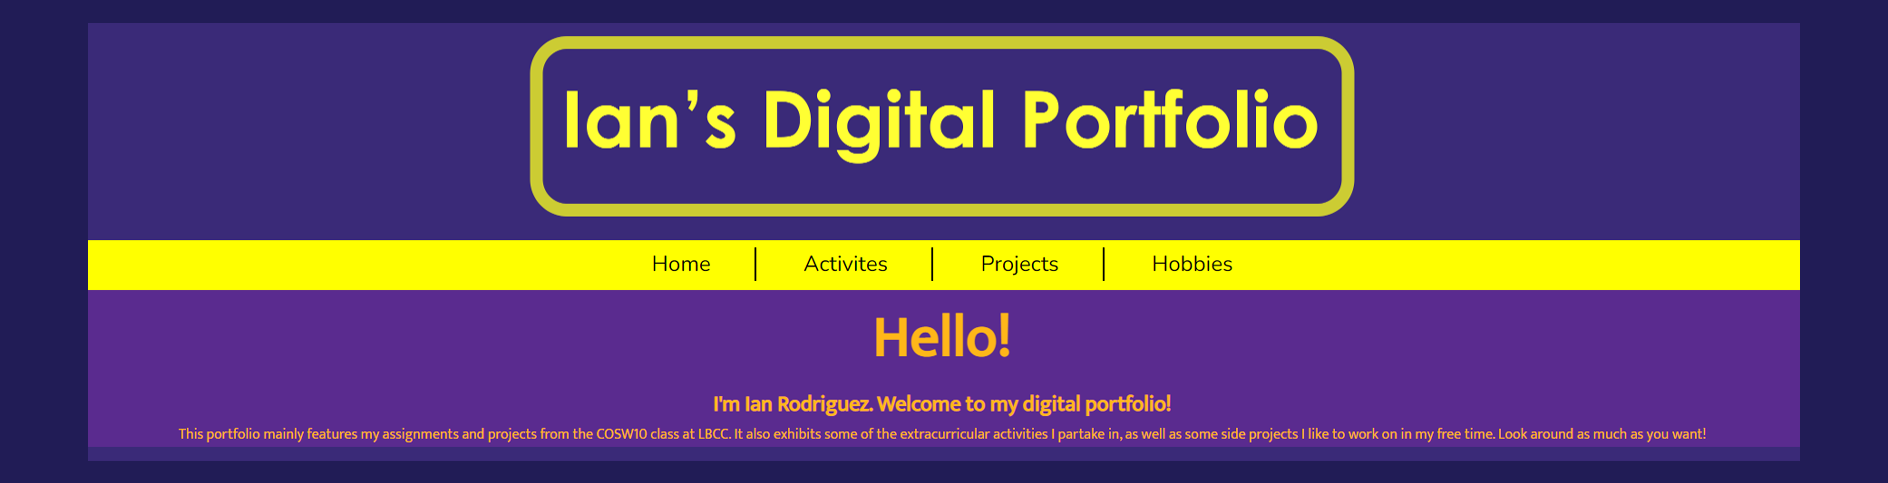 Ian’s Digital Portfolio
Home Activites Projects Hobbies
Hello!
I'm Ian Rodriguez. Welcome to my digital portfolio!
This portfolio mainly features my assignments and projects from the COSW10 class at LBCC. It also exhibits some of the extracurricular activities I partake in, as well as some side projects I like to work on in my free time. Look around as much as you want!